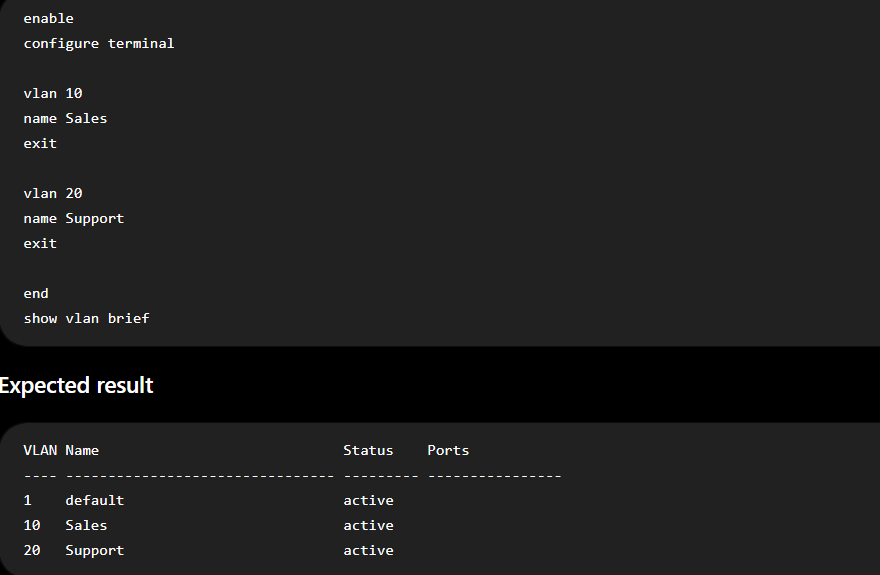 enable
configure terminal
vlan 10
name Sales
exit
vlan 20
name Support
exit
end
show vlan brief
Expected result
VLAN Name                             Status    Ports
---- -------------------------------- --------- ----------------
1    default                          active
10   Sales                            active
20   Support                          active